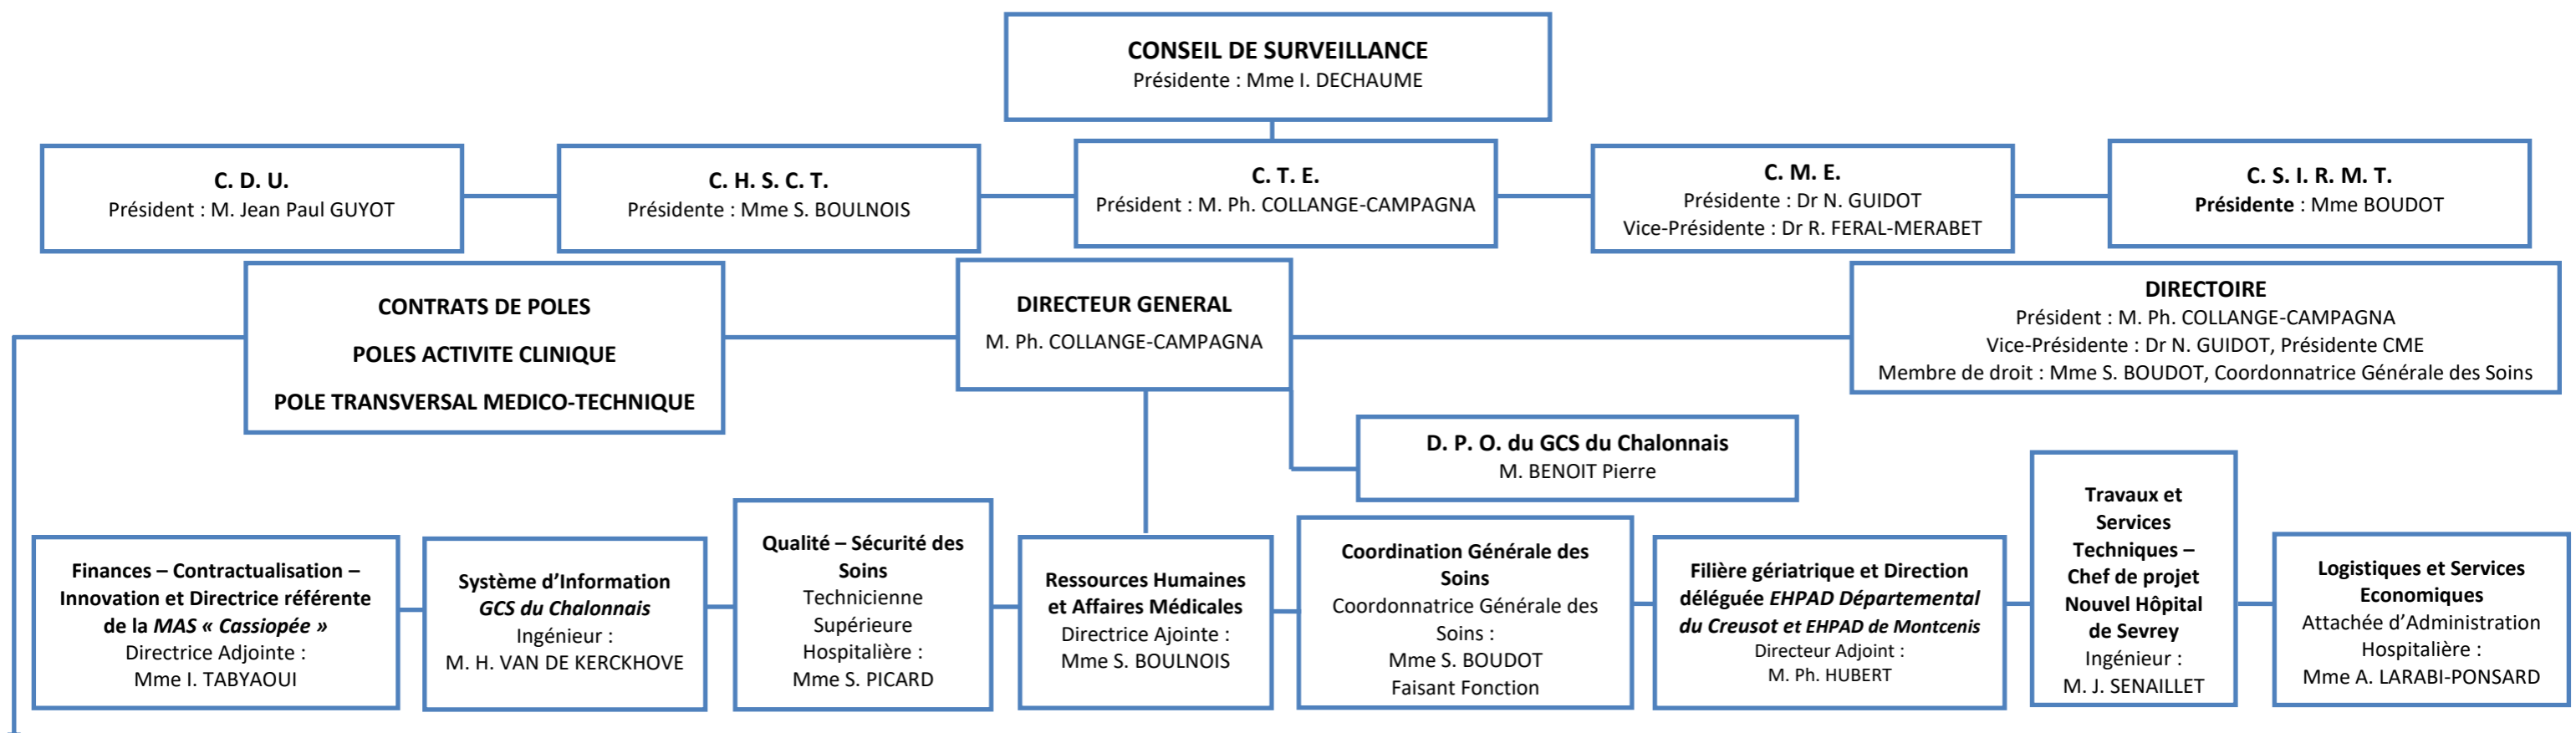 CONSEIL DE SURVEILLANCE
Présidente : Mme I. DECHAUME
C. D. U.
Président : M. Jean Paul GUYOT
C. H. S. C. T.
Présidente : Mme S. BOULNOIS
C. T. E.
Président : M. Ph. COLLANGE-CAMPAGNA
C. M. E.
Présidente : Dr N. GUIDOT
Vice-Présidente : Dr R. FERAL-MERABET
C. S. I. R. M. T.
Présidente : Mme BOUDOT
CONTRATS DE POLES
POLES ACTIVITE CLINIQUE
POLE TRANSVERSAL MEDICO-TECHNIQUE
DIRECTEUR GENERAL
M. Ph. COLLANGE-CAMPAGNA
DIRECTOIRE
Président : M. Ph. COLLANGE-CAMPAGNA
Vice-Présidente : Dr N. GUIDOT, Présidente CME
Membre de droit : Mme S. BOUDOT, Coordonnatrice Générale des Soins
D. P. O. du GCS du Chalonnais
M. BENOIT Pierre
Finances – Contractualisation –
Innovation et Directrice référente
de la MAS « Cassiopée »
Directrice Adjointe :
Mme I. TABYAOUI
Système d’Information
GCS du Chalonnais
Ingénieur :
M. H. VAN DE KERCKHOVE
Qualité – Sécurité des
Soins
Technicienne
Supérieure
Hospitalière :
Mme S. PICARD
Ressources Humaines
et Affaires Médicales
Directrice Ajointe :
Mme S. BOULNOIS
Coordination Générale des
Soins
Coordonnatrice Générale des
Soins :
Mme S. BOUDOT
Faisant Fonction
Filière gériatrique et Direction
déléguée EHPAD Départemental
du Creusot et EHPAD de Montcenis
Directeur Adjoint :
M. Ph. HUBERT
Travaux et
Services
Techniques –
Chef de projet
Nouvel Hôpital
de Sevrey
Ingénieur :
M. J. SENAILLET
Logistiques et Services
Economiques
Attachée d’Administration
Hospitalière :
Mme A. LARABI-PONSARD